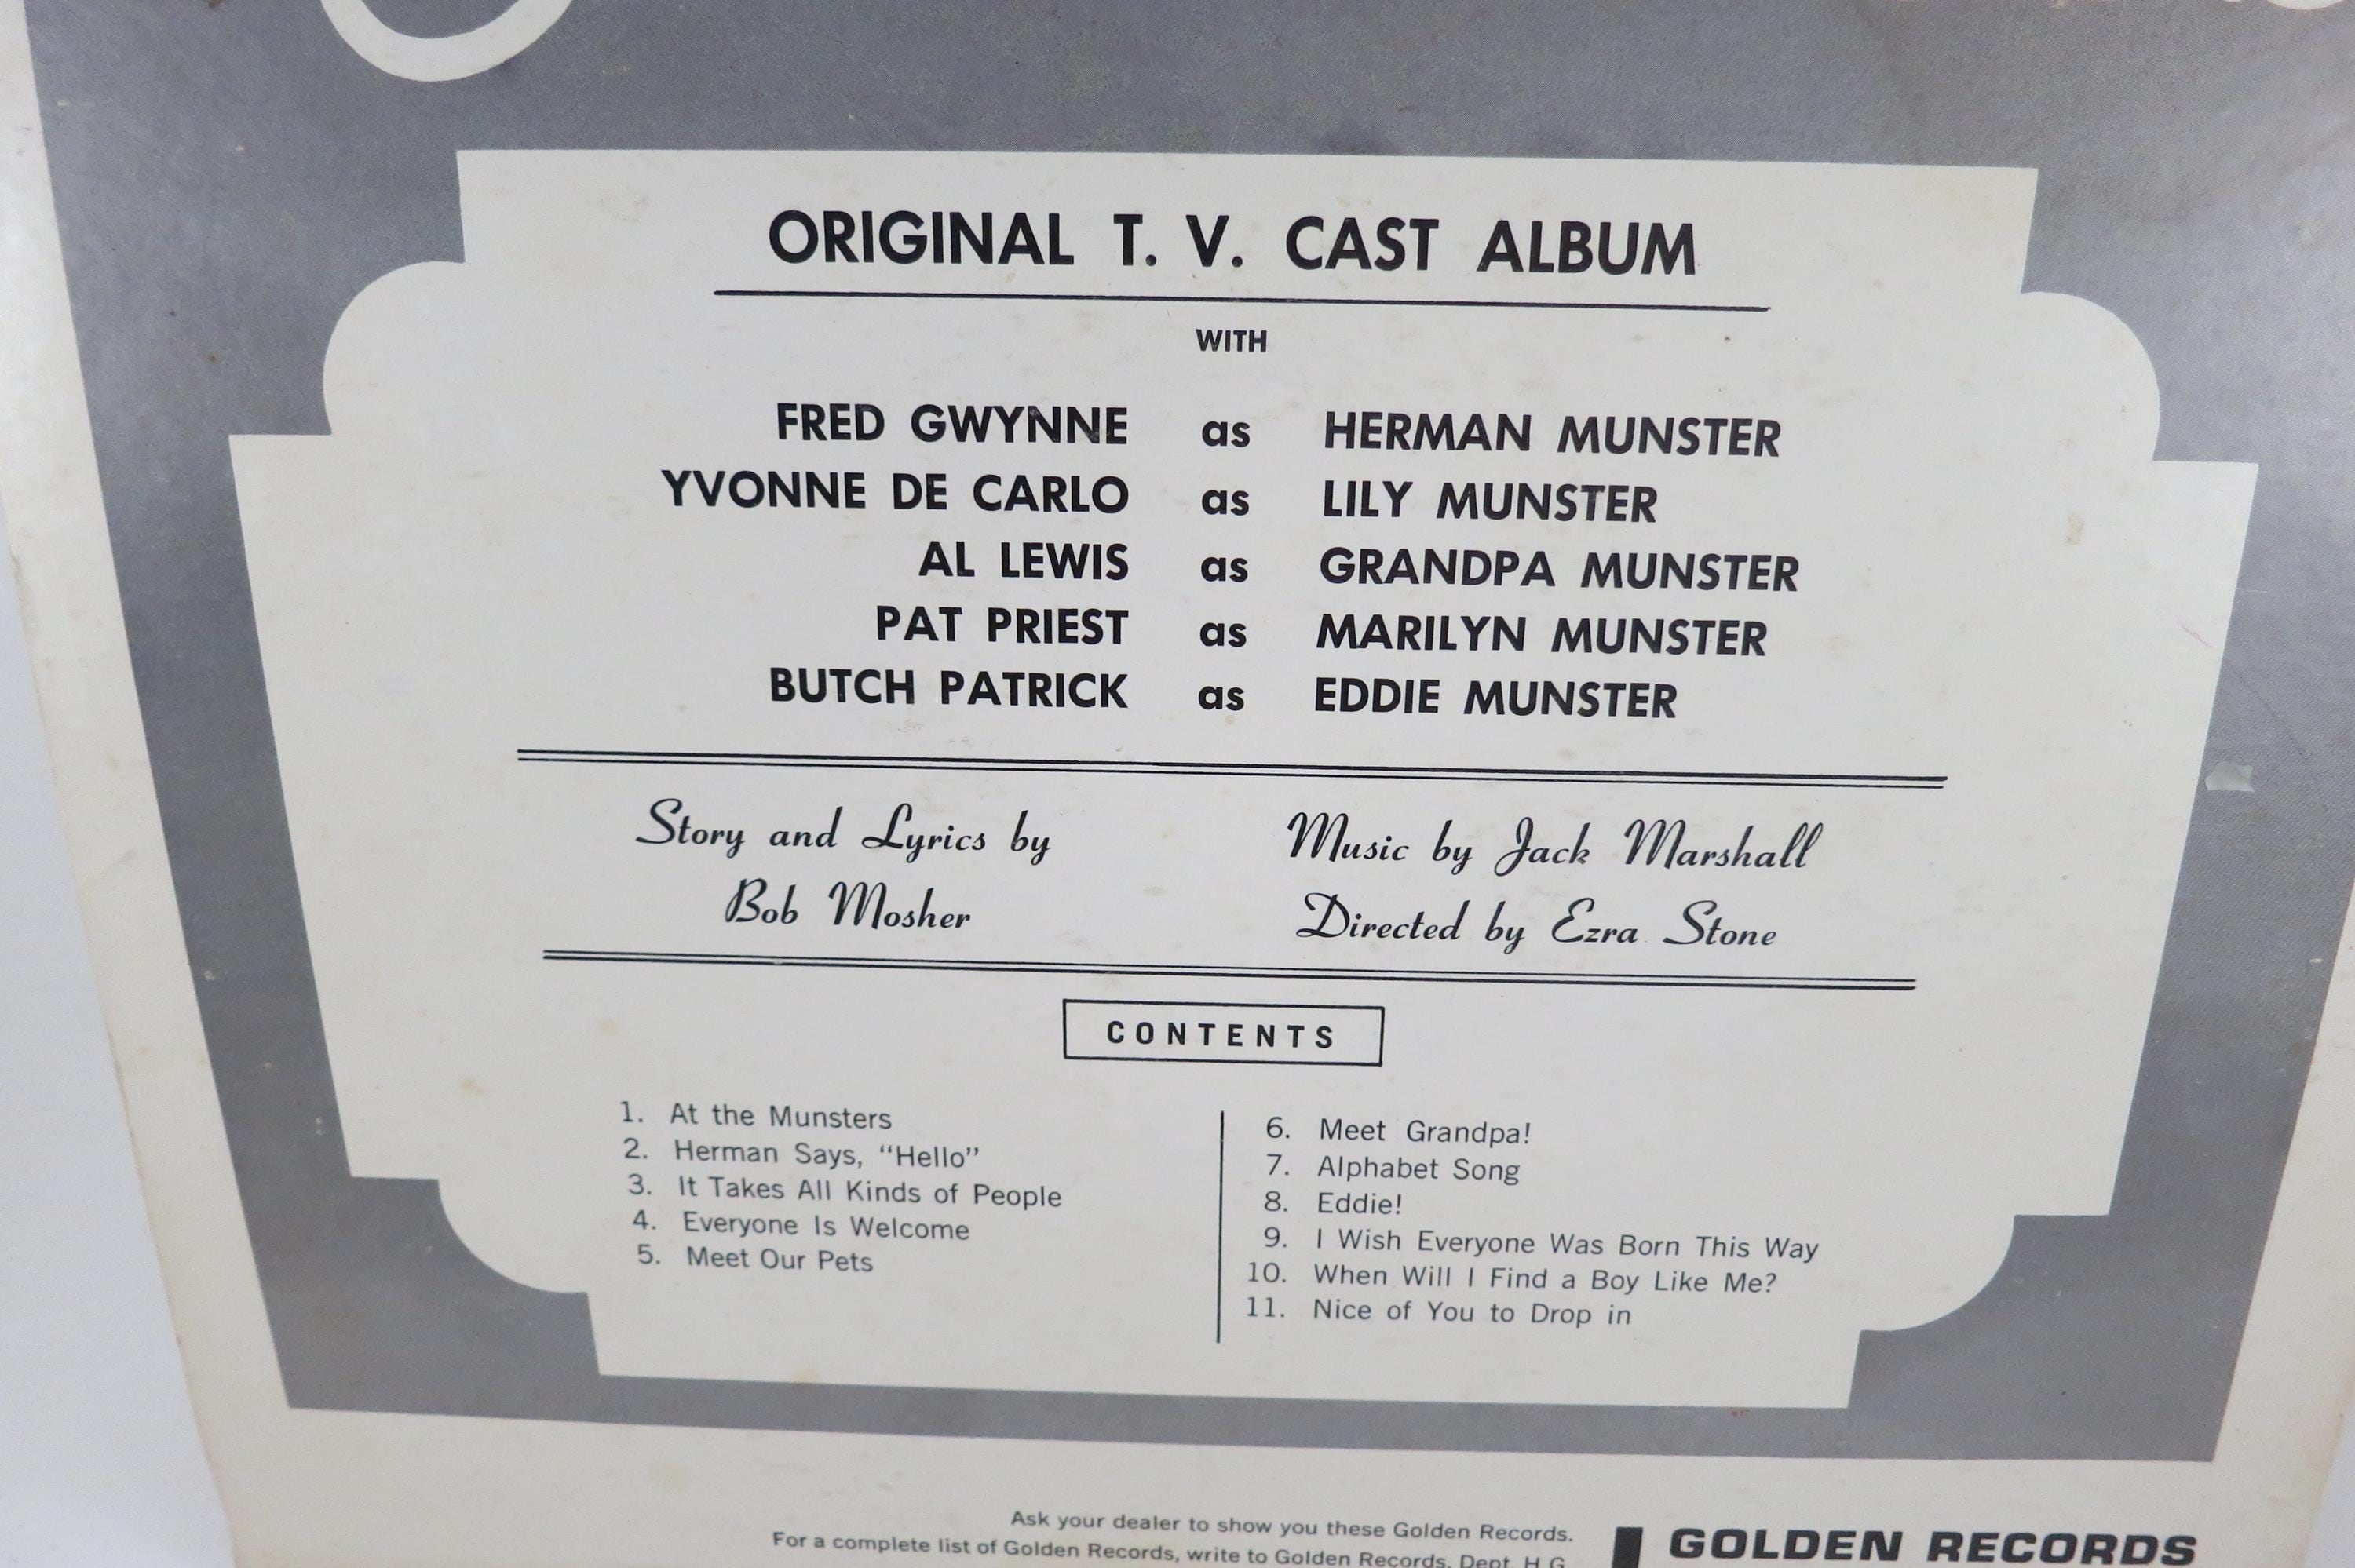 ORIGINAL T. V. CAST ALBUM
WITH
FRED GWYNNE as HERMAN MUNSTER
YVONNE DE CARLO as LILY MUNSTER
AL LEWIS as GRANDPA MUNSTER
PAT PRIEST as MARILYN MUNSTER
BUTCH PATRICK as EDDIE MUNSTER
Story and Lyrics by
Bob Mosher
Music by Jack Marshall
Directed by Ezra Stone
CONTENTS
1. At the Munsters
2. Herman Says, “Hello”
3. It Takes All Kinds of People
4. Everyone Is Welcome
5. Meet Our Pets
6. Meet Grandpa!
7. Alphabet Song
8. Eddie!
9. I Wish Everyone Was Born This Way
10. When Will I Find a Boy Like Me?
11. Nice of You to Drop in
Ask your dealer to show you these Golden Records.
For a complete list of Golden Records, write to Golden Records, Dept. H.G.
GOLDEN RECORDS